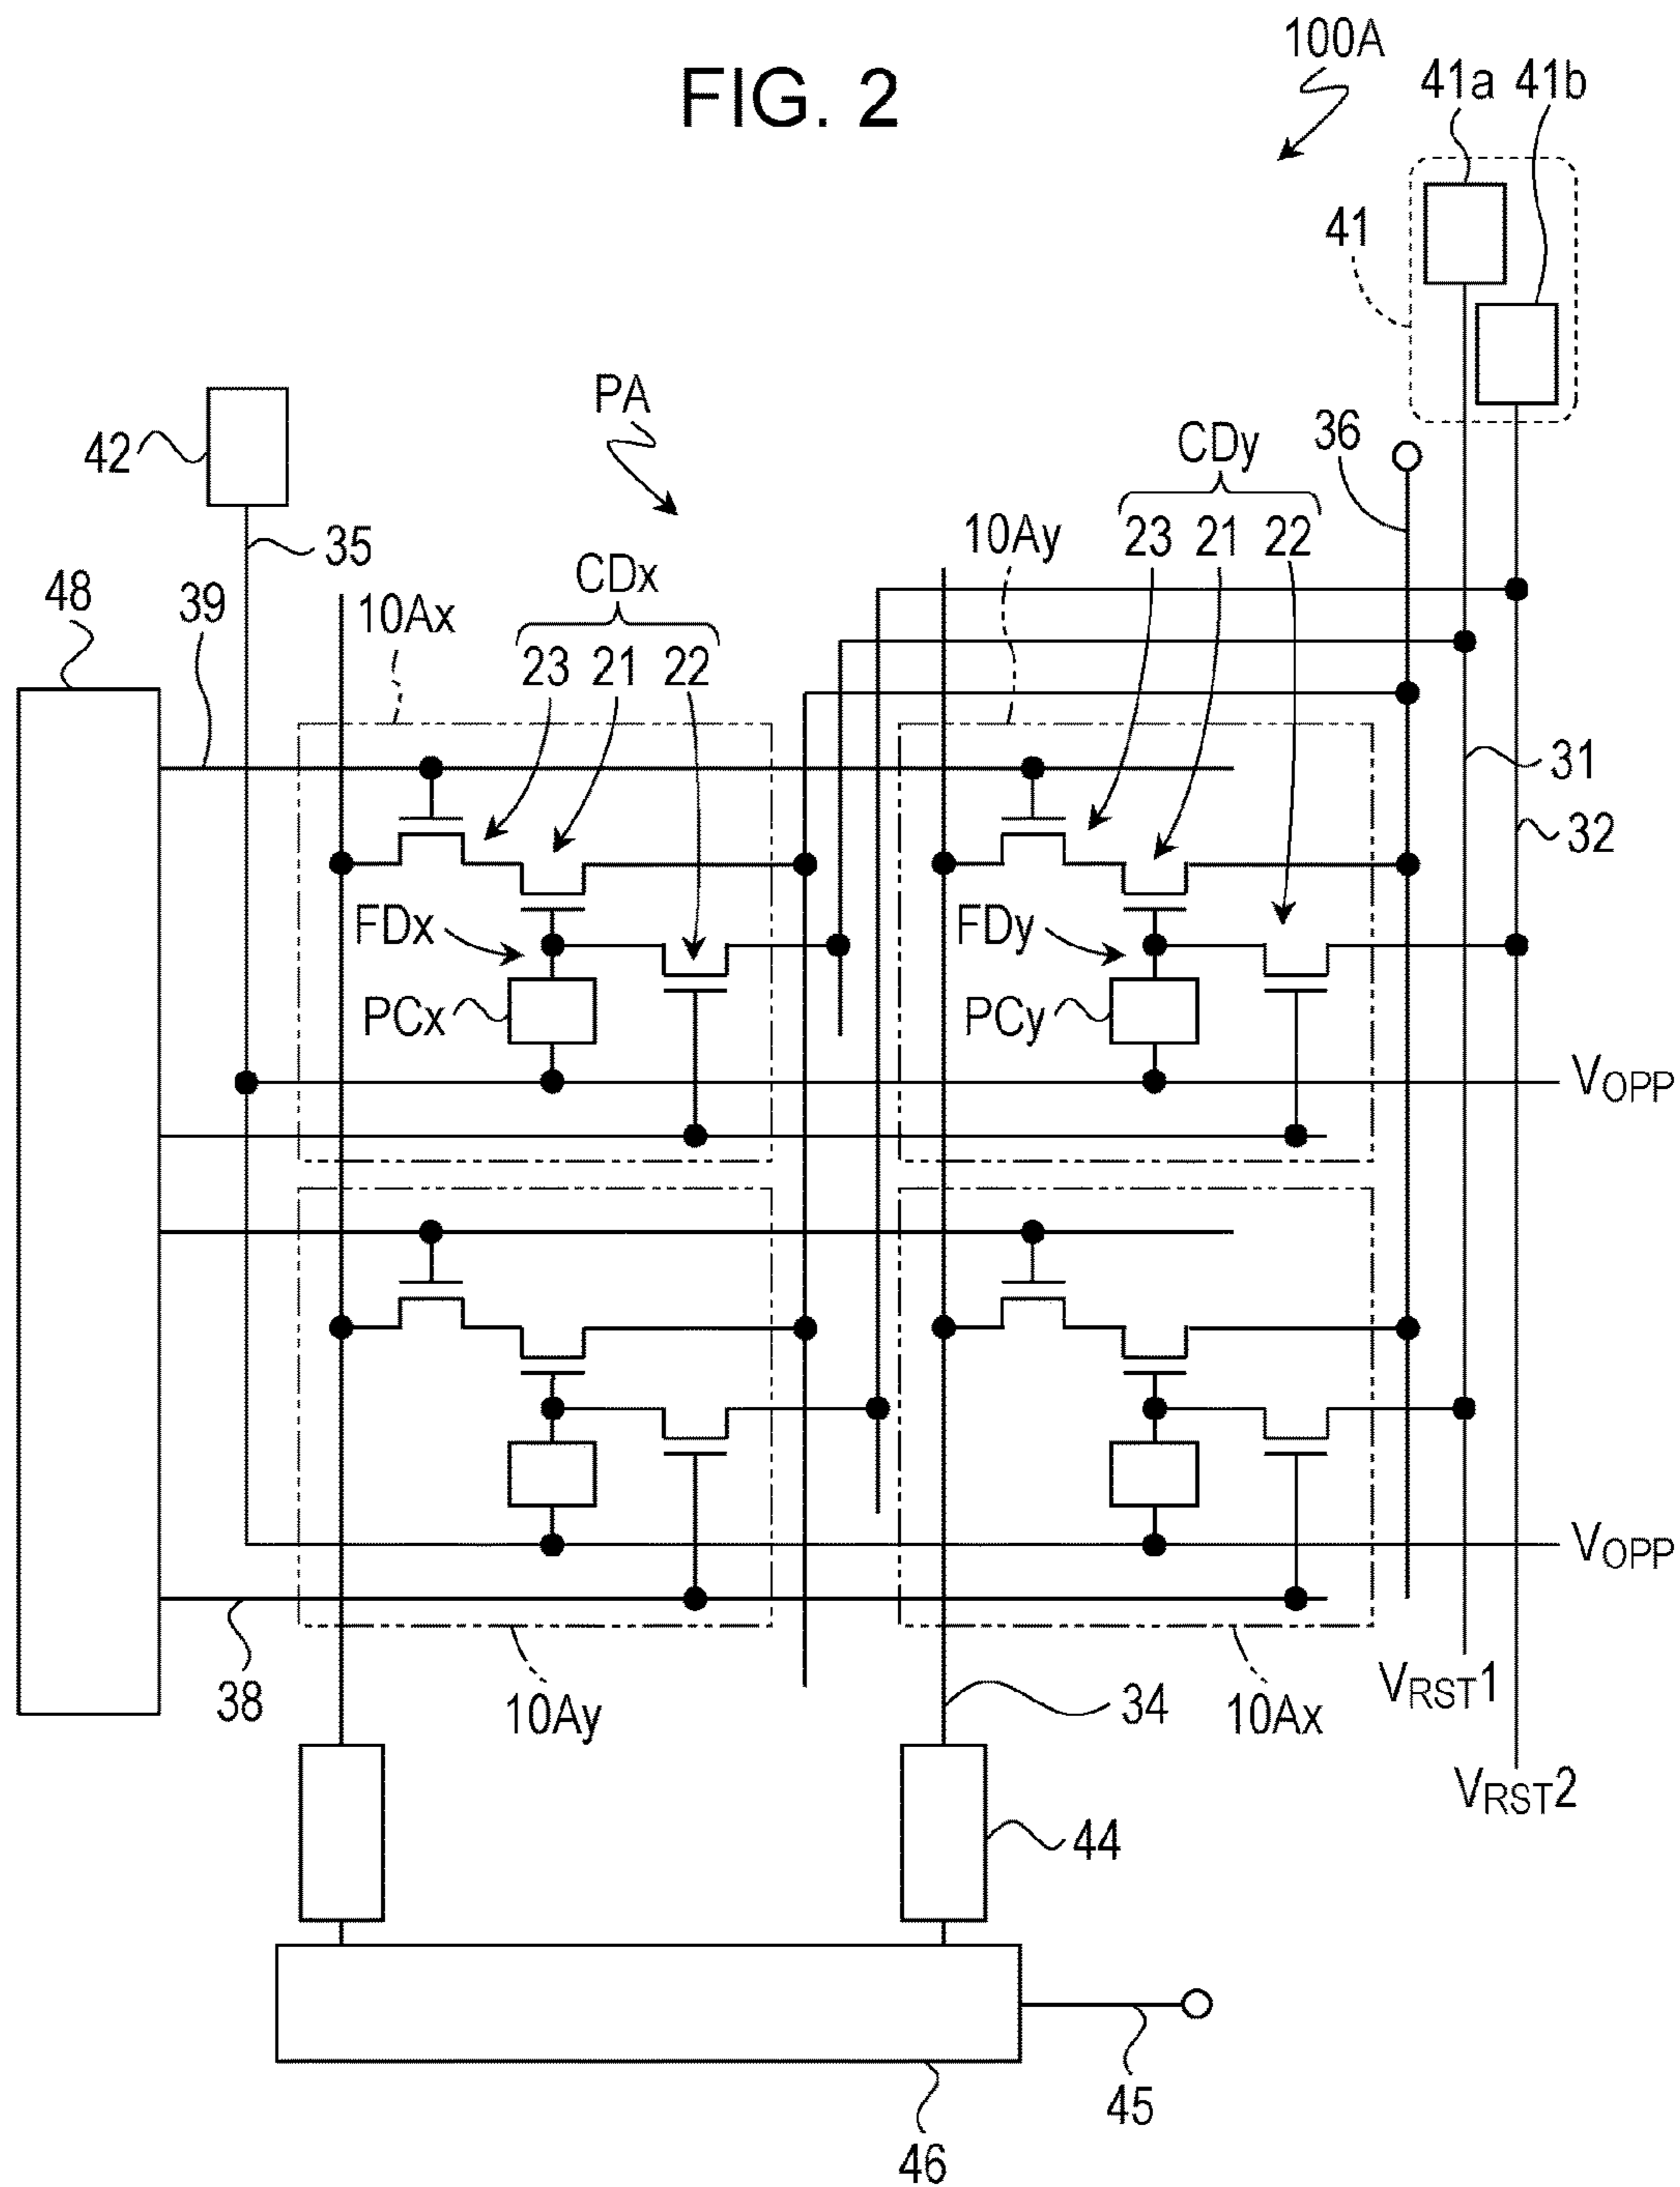 FIG. 2
100A
41a
41b
41
PA
42
36
CDy
35
10Ay
23
21
22
CDx
48
39
10Ax
23
21
22
31
32
FDx
FDy
PCx
PCy
VOPP
VOPP
38
10Ay
34
10Ax
VRST1
VRST2
44
45
46